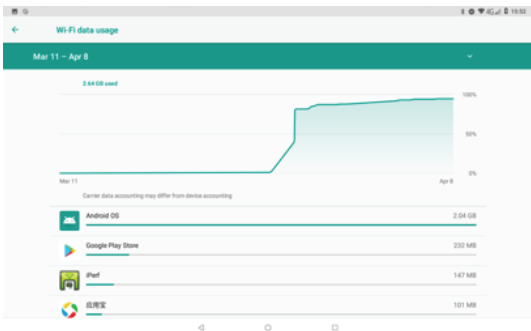 4G 19:53
Wi-Fi data usage
Mar 11 – Apr 8
2.64 GB used
100%
50%
0%
Mar 11 Apr 8
Carrier data accounting may differ from device accounting
Android OS 2.04 GB
Google Play Store 232 MB
iPerf 147 MB
应用宝 101 MB